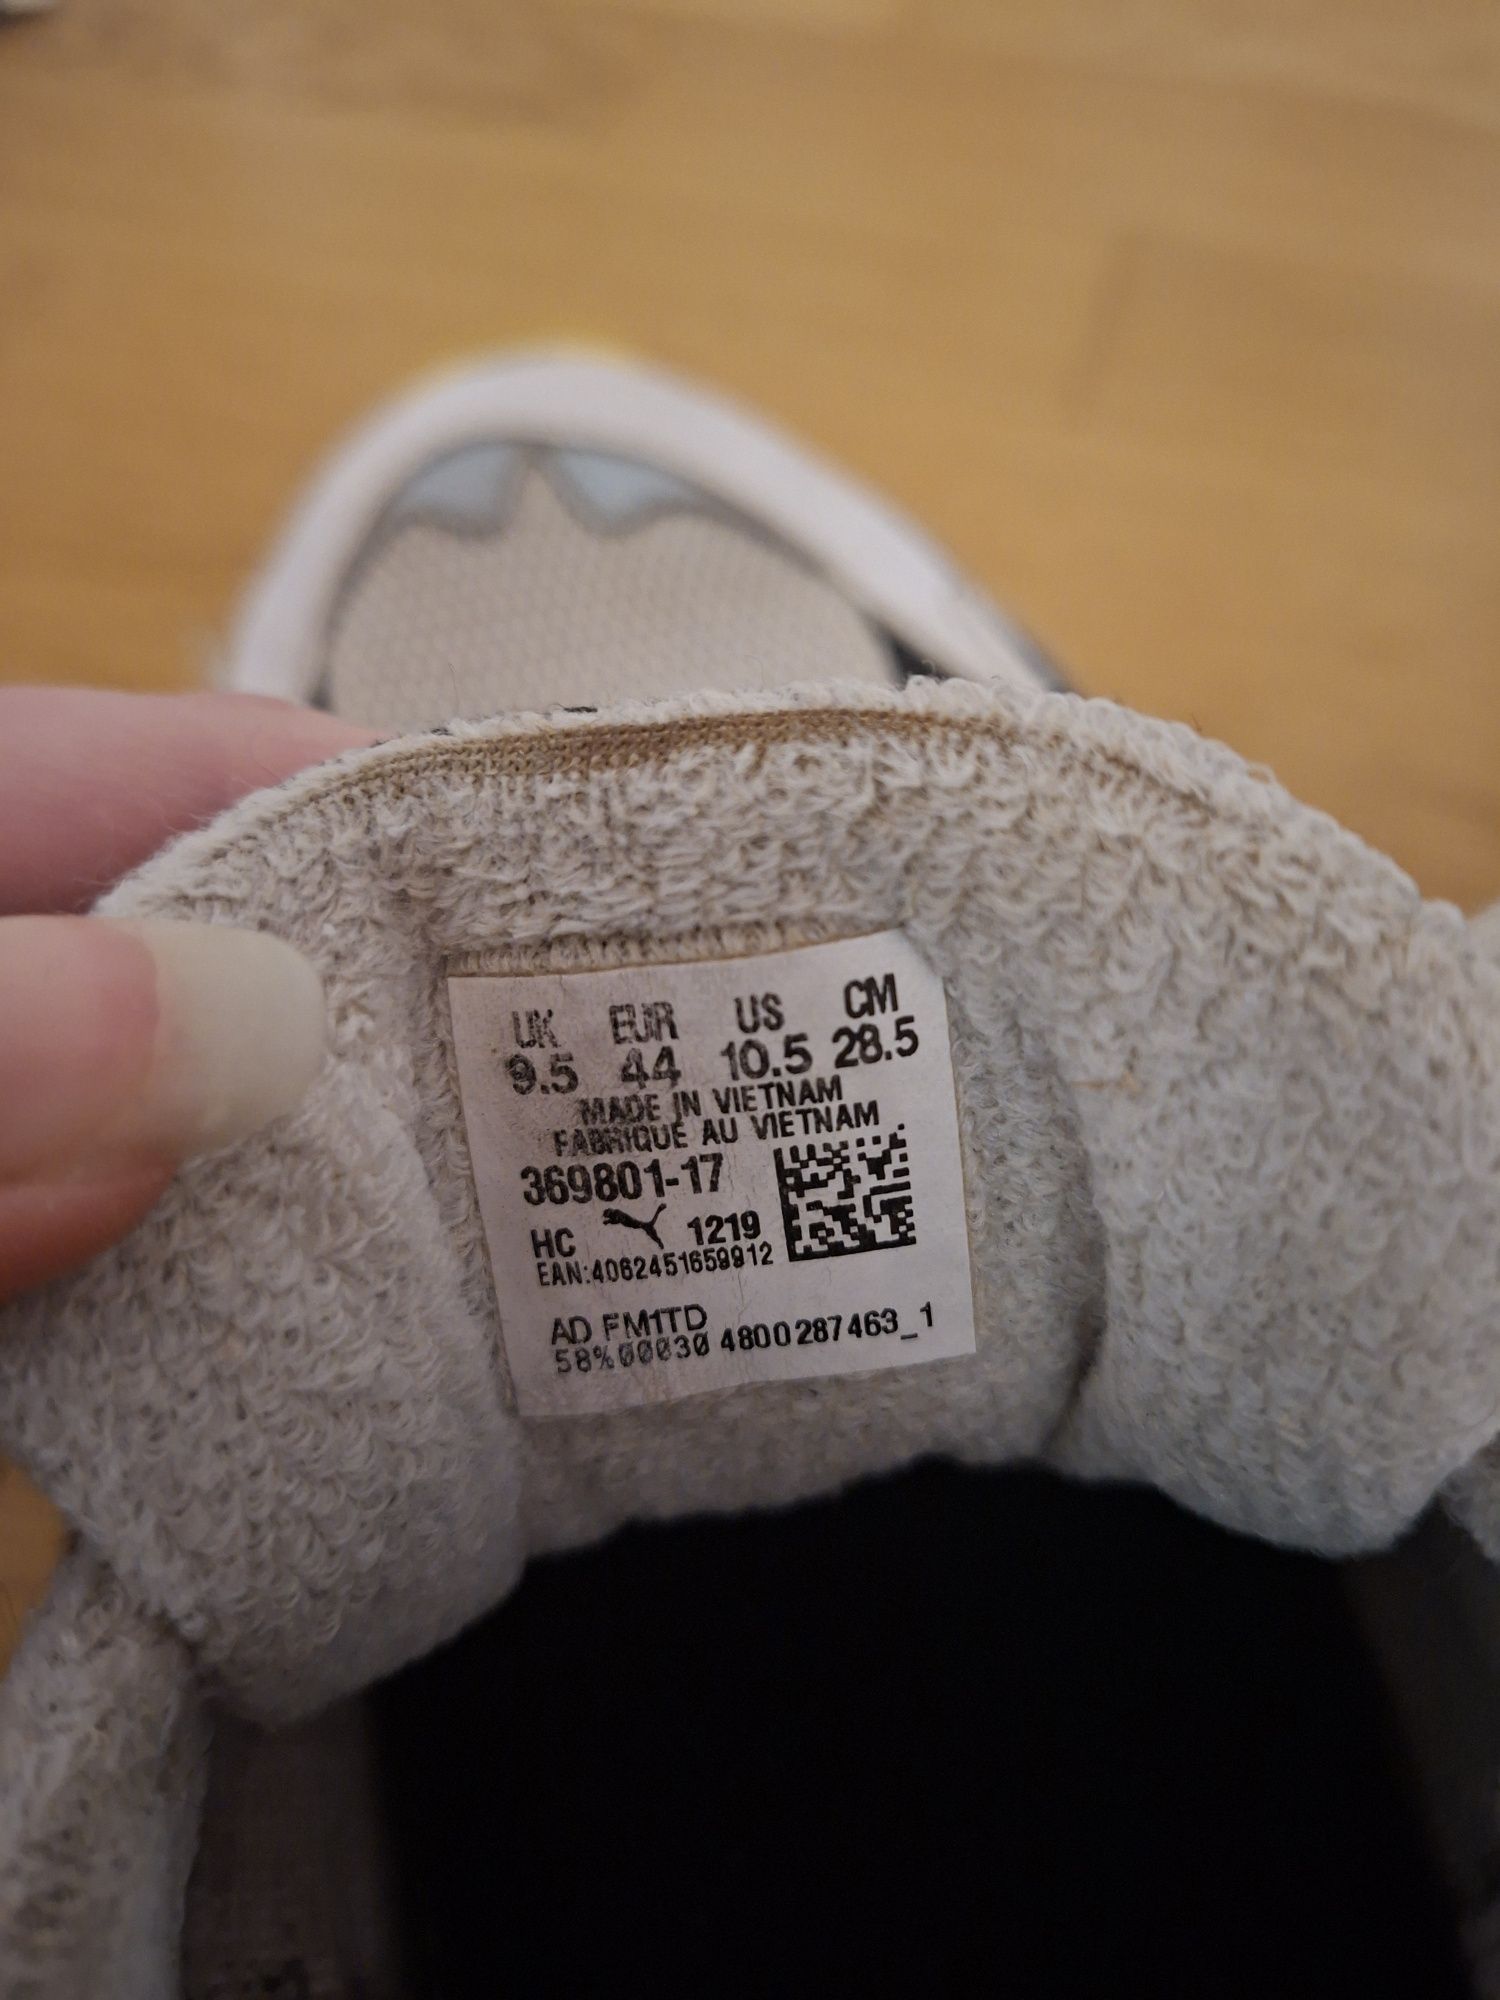 UK EUR US CM
9.5 44 10.5 28.5
MADE IN VIETNAM
FABRIQUE AU VIETNAM
369801-17
HC 1219
EAN:4062451659912
AD FM1TD
58%00030 4800287463_1